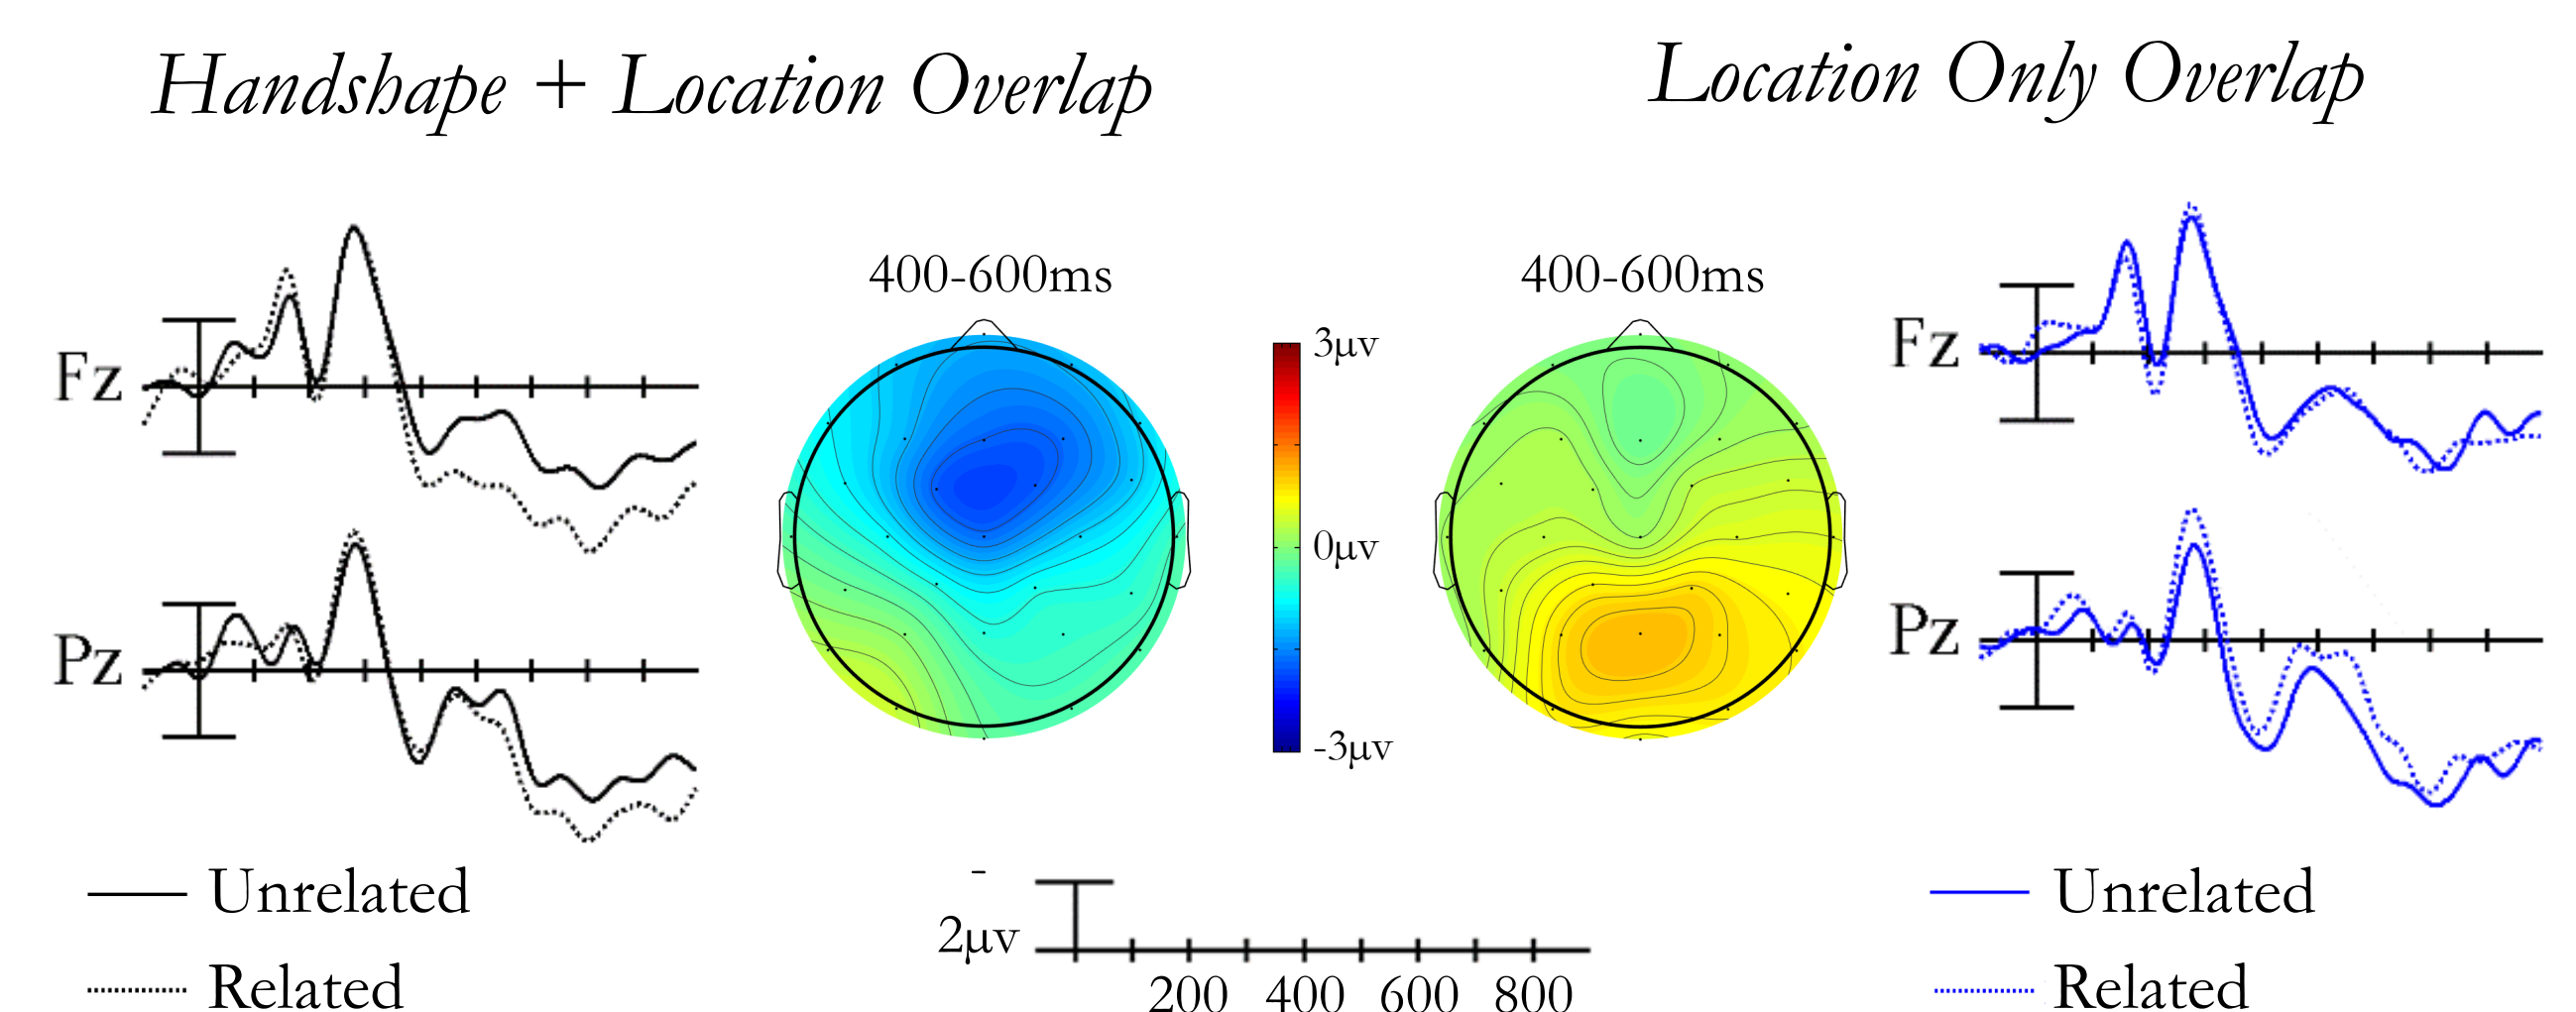 Handshape + Location Overlap
Location Only Overlap
400-600ms
400-600ms
Fz
Pz
3μv
0μv
-3μv
Fz
Pz
Unrelated
Related
-
2μv
200 400 600 800
Unrelated
Related